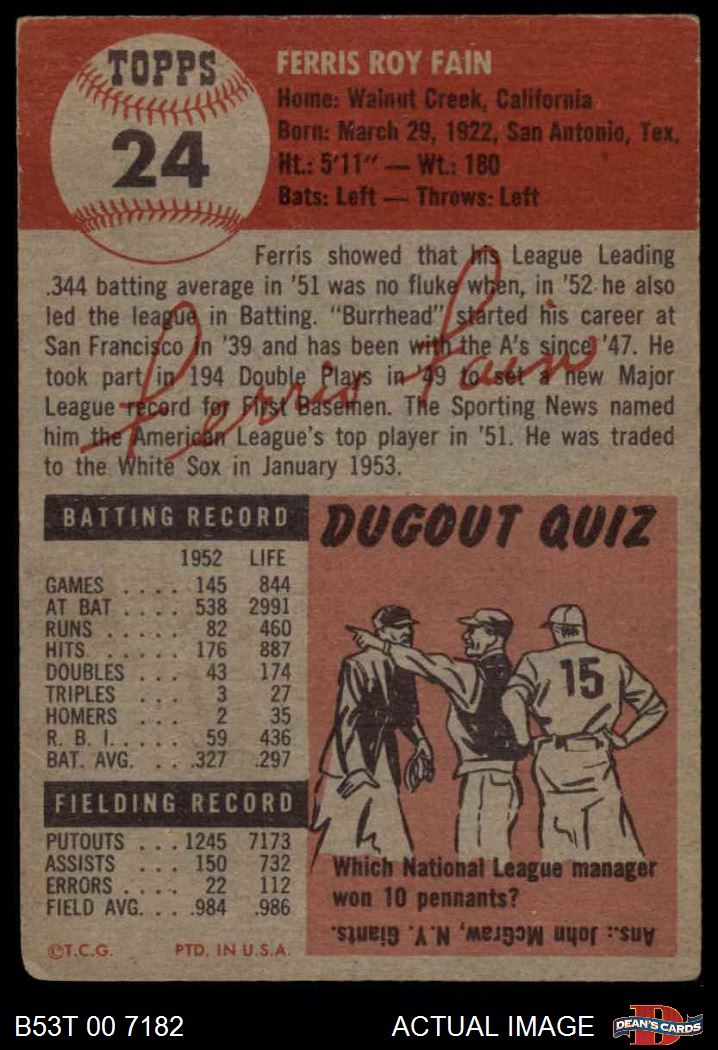 TOPPS
24
FERRIS ROY FAIN
Home: Walnut Creek, California
Born: March 29, 1922, San Antonio, Tex.
Ht.: 5'11" — Wt.: 180
Bats: Left — Throws: Left
Ferris showed that his League Leading
.344 batting average in '51 was no fluke when, in '52 he also
led the league in Batting. "Burrhead" started his career at
San Francisco in '39 and has been with the A's since '47. He
took part in 194 Double Plays in '49 to set a new Major
League record for First Basemen. The Sporting News named
him the American League's top player in '51. He was traded
to the White Sox in January 1953.
Ferris Fain
BATTING RECORD
1952 LIFE
GAMES . . . . 145 844
AT BAT . . . . 538 2991
RUNS . . . . . 82 460
HITS . . . . . 176 887
DOUBLES . . . 43 174
TRIPLES . . . 3 27
HOMERS . . . 2 35
R. B. I. . . . . 59 436
BAT. AVG. . . .327 .297
FIELDING RECORD
PUTOUTS . . . 1245 7173
ASSISTS . . . . 150 732
ERRORS . . . . 22 112
FIELD AVG. . . .984 .986
©T.C.G. PTD. IN U.S.A.
DUGOUT QUIZ
15
Which National League manager
won 10 pennants?
Ans.: John McGraw, N.Y. Giants.
B53T 00 7182
ACTUAL IMAGE
DEAN'S CARDS